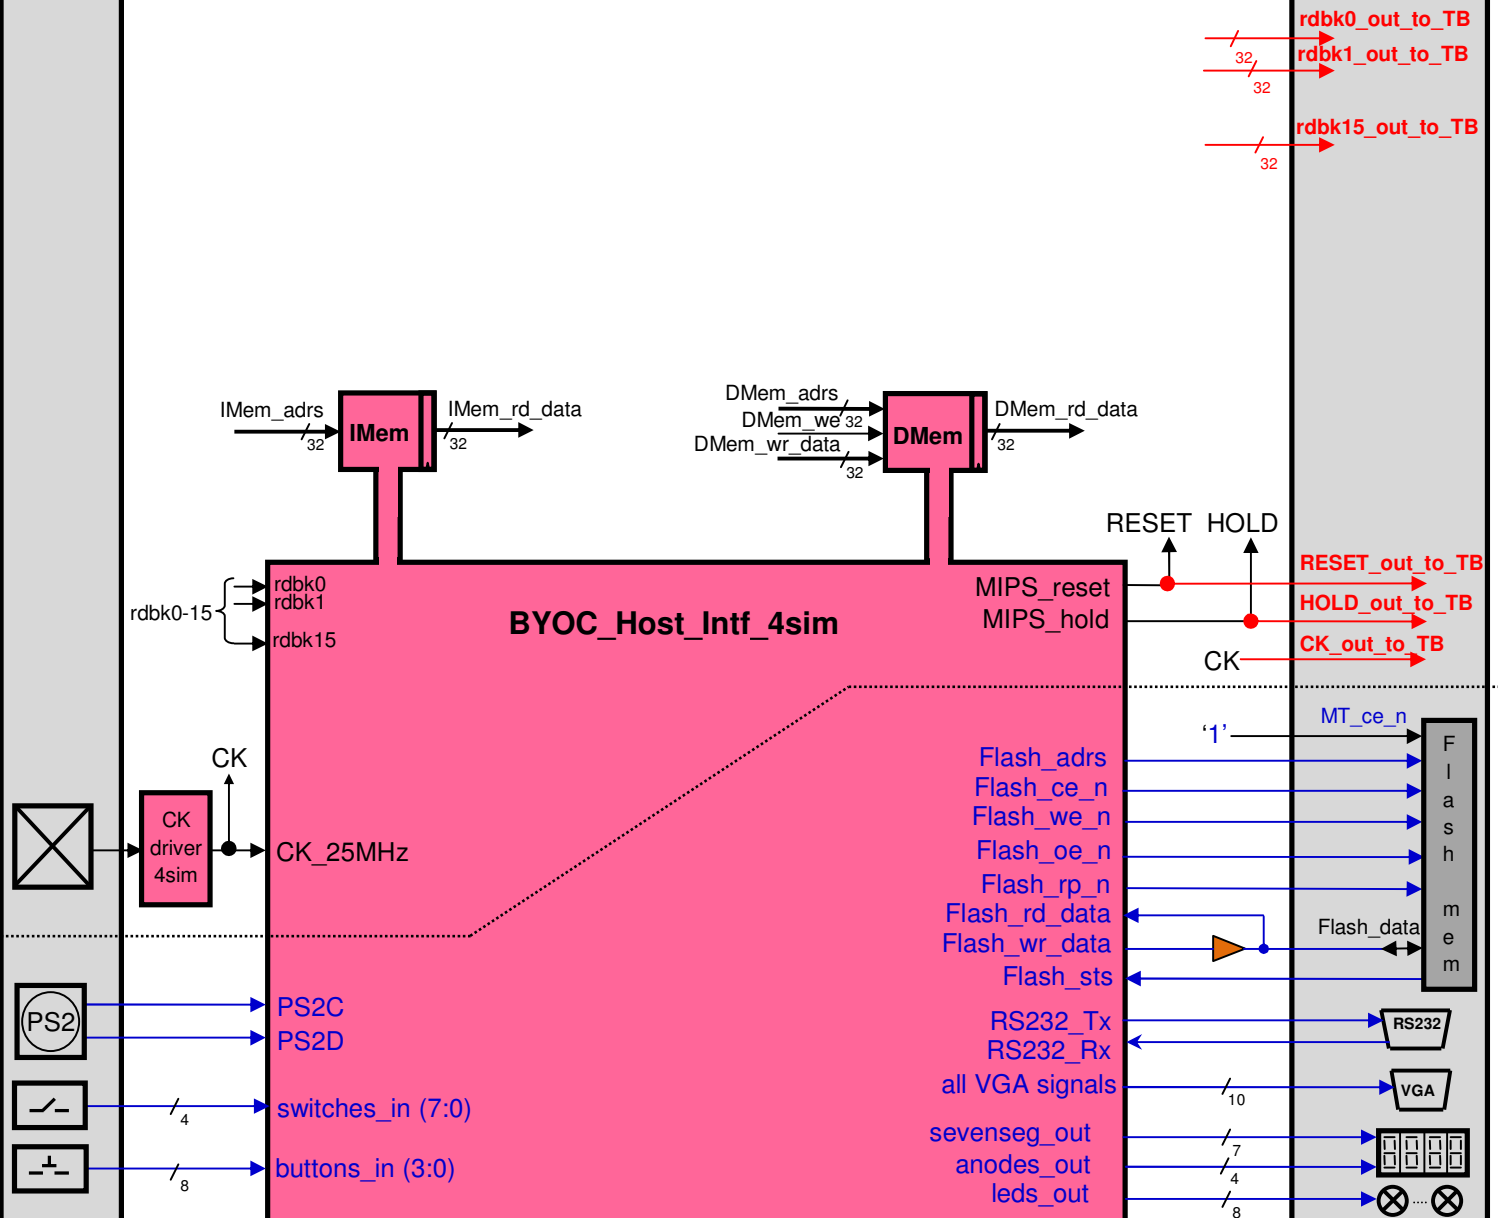 rdbk0_out_to_TB
32
rdbk1_out_to_TB
32
rdbk15_out_to_TB
32
IMem_adrs
32
IMem
IMem_rd_data
32
DMem_adrs
32
DMem_we
DMem_wr_data
32
DMem
DMem_rd_data
32
RESET HOLD
rdbk0-15
rdbk0
rdbk1
rdbk15
BYOC_Host_Intf_4sim
MIPS_reset
MIPS_hold
RESET_out_to_TB
HOLD_out_to_TB
CK
CK_out_to_TB
CK
CK
driver
4sim
CK_25MHz
‘1’
MT_ce_n
Flash_adrs
Flash_ce_n
Flash_we_n
Flash_oe_n
Flash_rp_n
Flash_rd_data
Flash_wr_data
Flash_sts
Flash_data
F
l
a
s
h
m
e
m
PS2
PS2C
PS2D
4
switches_in (7:0)
8
buttons_in (3:0)
RS232_Tx
RS232_Rx
RS232
all VGA signals
10
VGA
sevenseg_out
7
anodes_out
4
leds_out
8
....